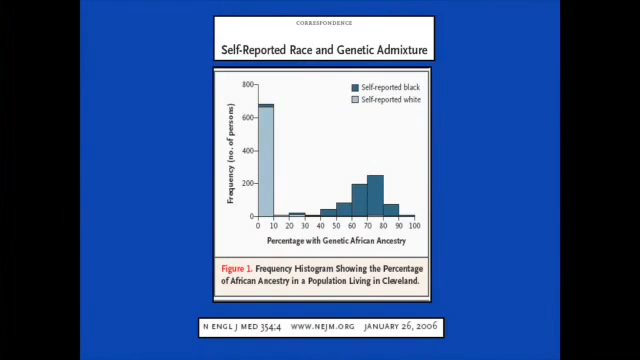 CORRESPONDENCE
Self-Reported Race and Genetic Admixture
800
600
400
200
0
Frequency (no. of persons)
Self-reported black
Self-reported white
0 10 20 30 40 50 60 70 80 90 100
Percentage with Genetic African Ancestry
Figure 1. Frequency Histogram Showing the Percentage
of African Ancestry in a Population Living in Cleveland.
N ENGL J MED 354;4 WWW.NEJM.ORG JANUARY 26, 2006